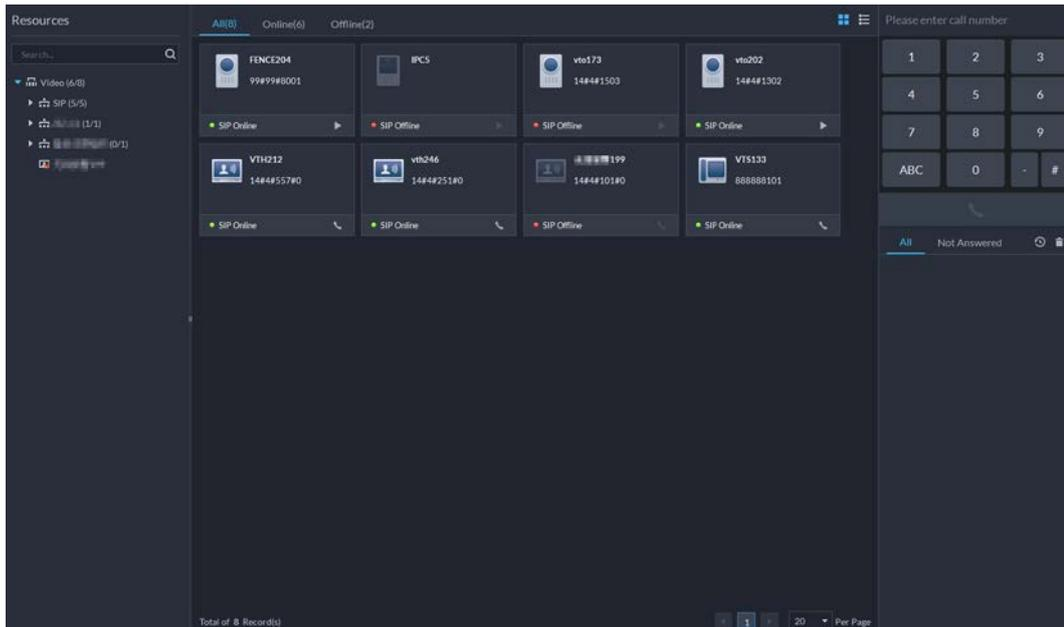 Resources
Search...
Video (6/8)
SIP (5/5)
(1/1)
(0/1)
All(8) Online(6) Offline(2)
FENCE204
99#99#8001
SIP Online
IPC5
SIP Offline
vto173
14#4#1503
SIP Offline
vto202
14#4#1302
SIP Online
VTH212
14#4#557#0
SIP Online
vth246
14#4#251#0
SIP Online
199
14#4#101#0
SIP Offline
VTS133
888888101
SIP Online
Total of 8 Record(s)
1
20 Per Page
Please enter call number
1 2 3
4 5 6
7 8 9
ABC 0 - #
All Not Answered